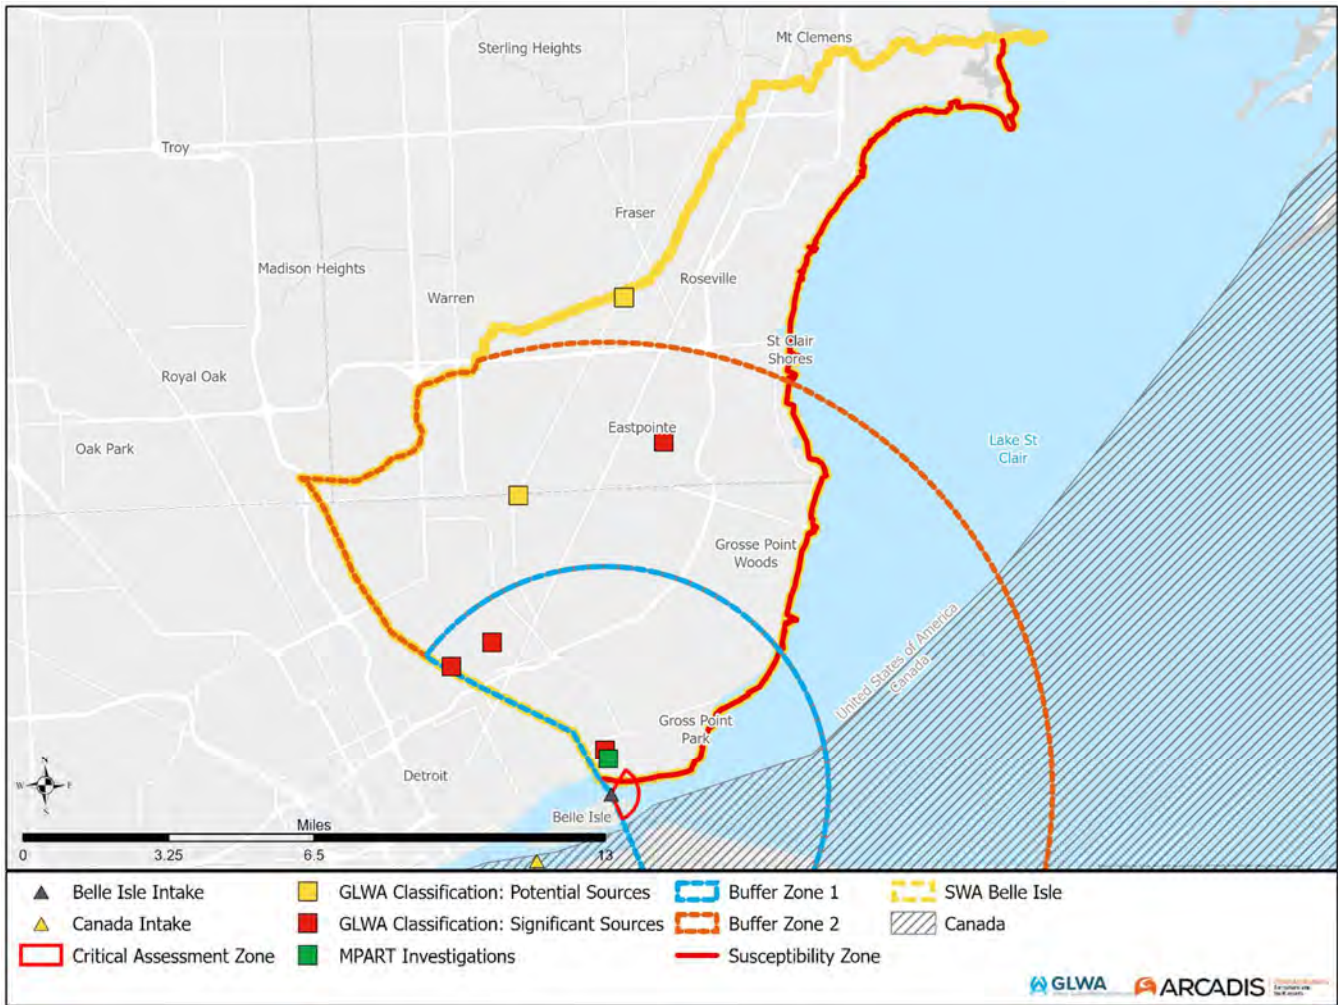 Mt Clemens
Sterling Heights
Troy
Fraser
Madison Heights
Roseville
Warren
St Clair
Shores
Royal Oak
Eastpointe
Oak Park
Lake St
Clair
Grosse Point
Woods
United States of America
Canada
Gross Point
Park
Detroit
N
W
E
S
Belle Isle
Miles
0
3.25
6.5
13
Belle Isle Intake
Canada Intake
Critical Assessment Zone
GLWA Classification: Potential Sources
GLWA Classification: Significant Sources
MPART Investigations
Buffer Zone 1
Buffer Zone 2
Susceptibility Zone
SWA Belle Isle
Canada
GLWA
ARCADIS